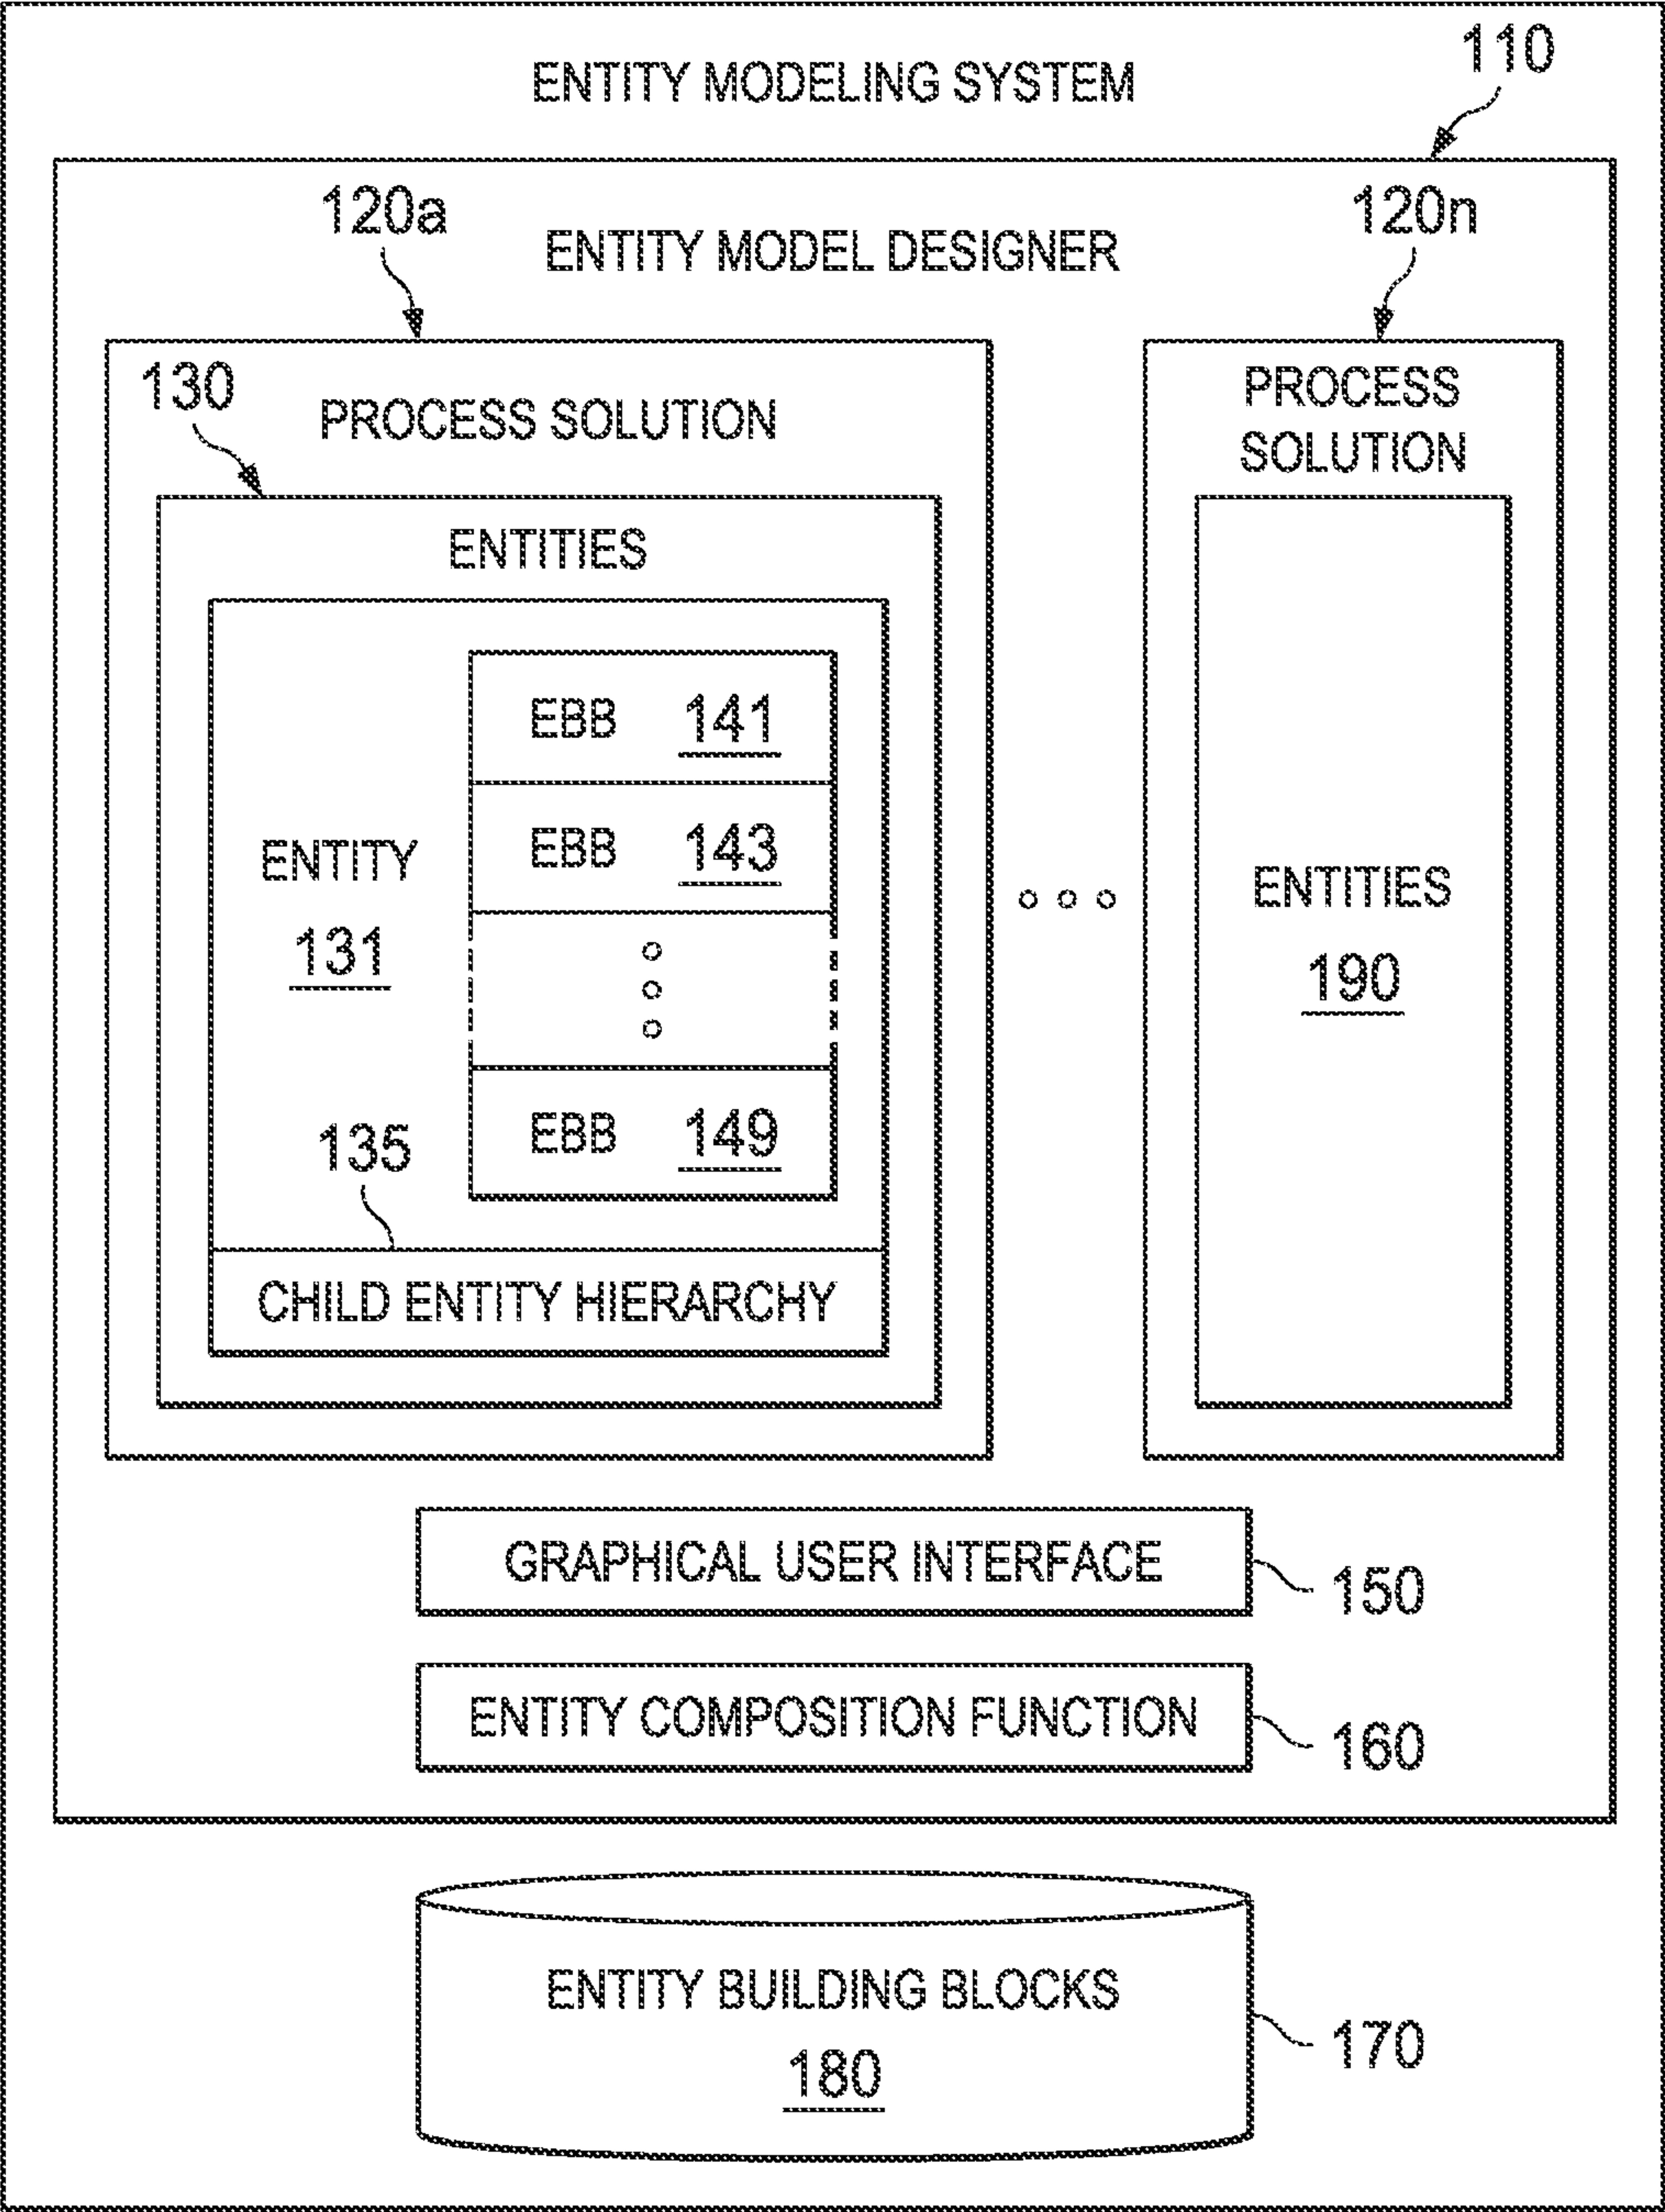 110
ENTITY MODELING SYSTEM
120a
120n
ENTITY MODEL DESIGNER
130
PROCESS SOLUTION
PROCESS
SOLUTION
ENTITIES
EBB 141
EBB 143
ENTITY
131
EBB 149
135
CHILD ENTITY HIERARCHY
ENTITIES
190
GRAPHICAL USER INTERFACE
150
ENTITY COMPOSITION FUNCTION
160
ENTITY BUILDING BLOCKS
180
170